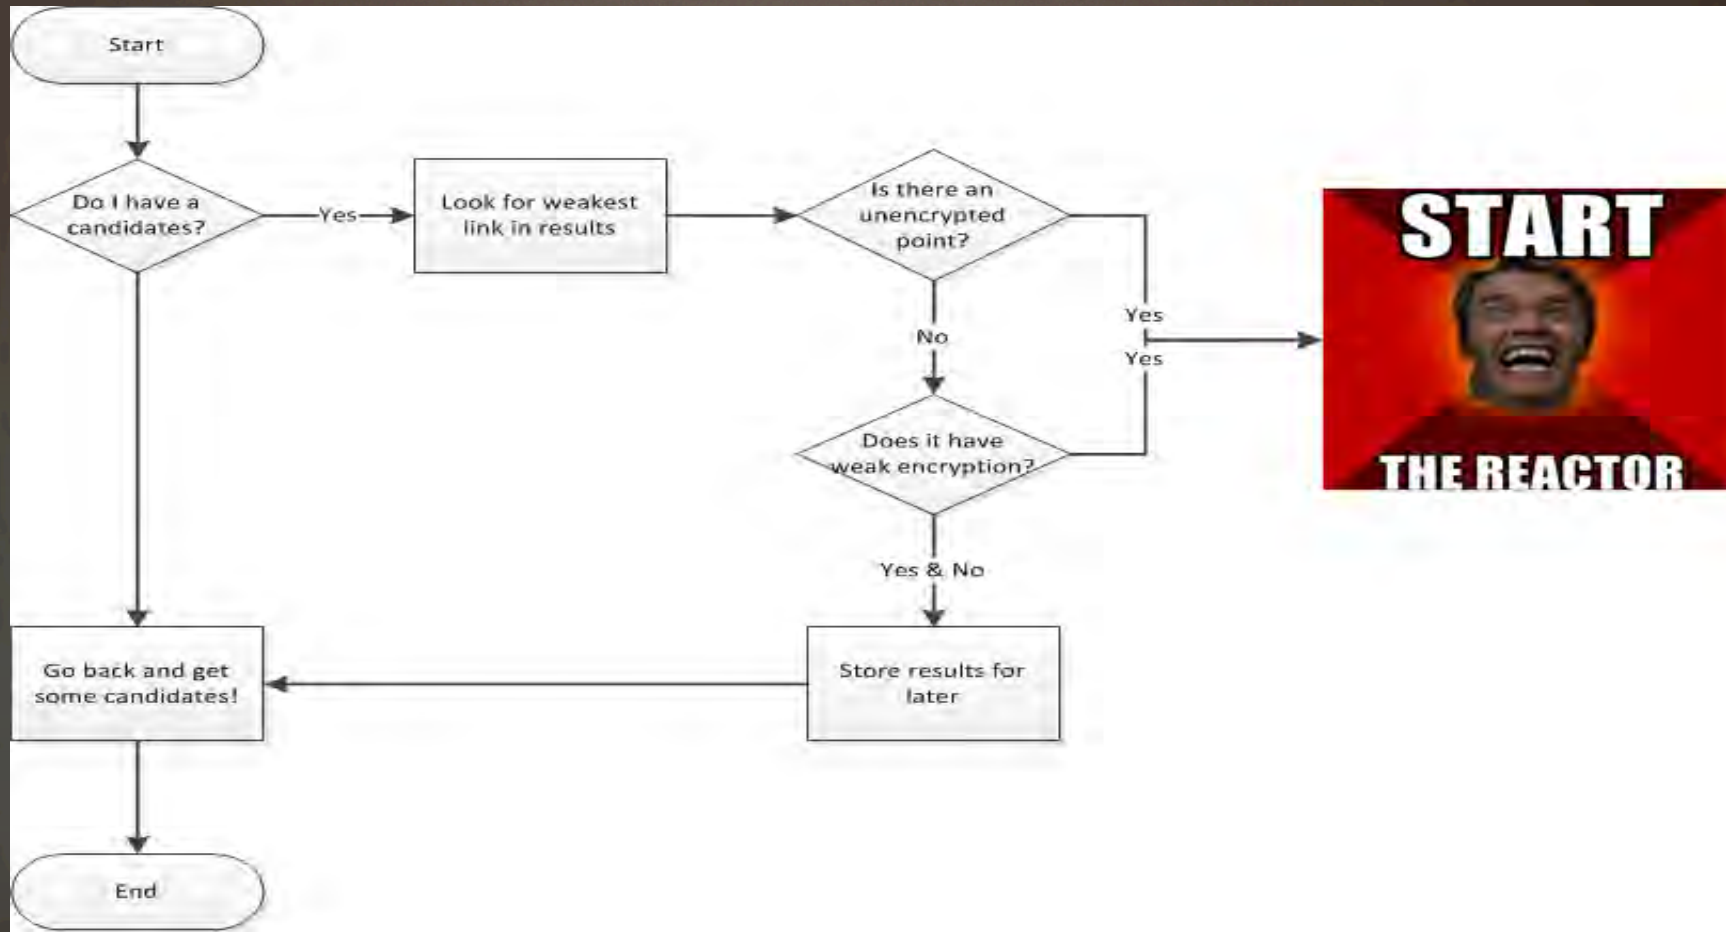 Start
Do I have a
candidates?
Yes
Look for weakest
link in results
Is there an
unencrypted
point?
Yes
No
Yes
Does it have
weak encryption?
Yes & No
Go back and get
some candidates!
Store results for
later
End
START
THE REACTOR